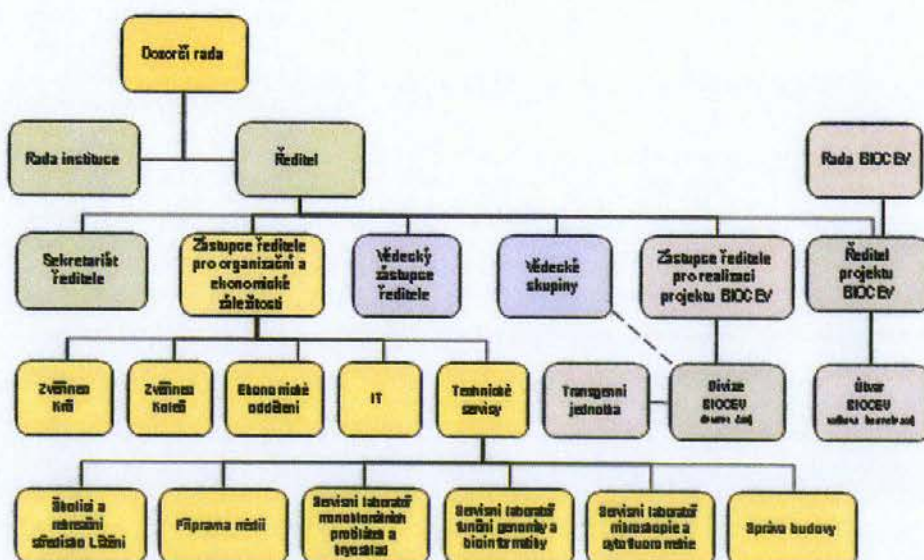 Dozorčí rada
Rada instituce
Ředitel
Rada BIOCEV
Sekretariát
ředitele
Zástupce ředitele
pro organizační a
ekonomické
záležitosti
Vědecký
zástupce
ředitele
Vědecké
skupiny
Zástupce ředitele
pro realizaci
projektu BIOCEV
Ředitel
projektu
BIOCEV
Zvěřinec
Krč
Zvěřinec
Koleč
Ekonomické
oddělení
IT
Technické
servisy
Transgenní
jednotka
Divize
BIOCEV
Útvar
BIOCEV
Školicí a
rekreační
středisko Lštění
Přípravna médií
Servisní laboratoř
monoklonálních
protilátek a
kryosklad
Servisní laboratoř
funkční genomiky a
bioinformatiky
Servisní laboratoř
mikroskopie a
cytofluorometrie
Správa budovy